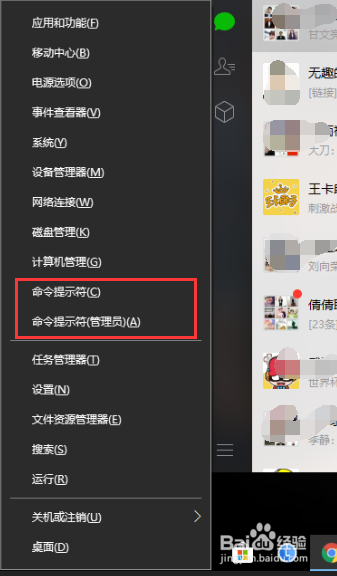 应用和功能(F)
移动中心(B)
电源选项(O)
事件查看器(V)
系统(Y)
设备管理器(M)
网络连接(W)
磁盘管理(K)
计算机管理(G)
命令提示符(C)
命令提示符(管理员)(A)
任务管理器(T)
设置(N)
文件资源管理器(E)
搜索(S)
运行(R)
关机或注销(U)
桌面(D)
甘文
无趣的
[链接]
大刀:
王卡
刺激战
刘向荣
倩倩
[23条]
世界杯
李静:
Baidu 经验